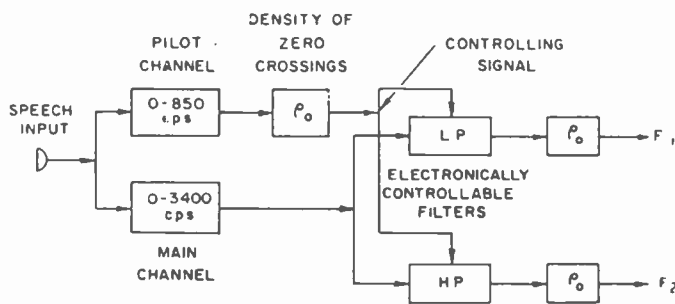 DENSITY OF
ZERO
CROSSINGS
PILOT
CHANNEL
CONTROLLING
SIGNAL
SPEECH
INPUT
0-850
cps
ρ₀
LP
ρ₀
F₁
ELECTRONICALLY
CONTROLLABLE
FILTERS
0-3400
cps
MAIN
CHANNEL
HP
ρ₀
F₂